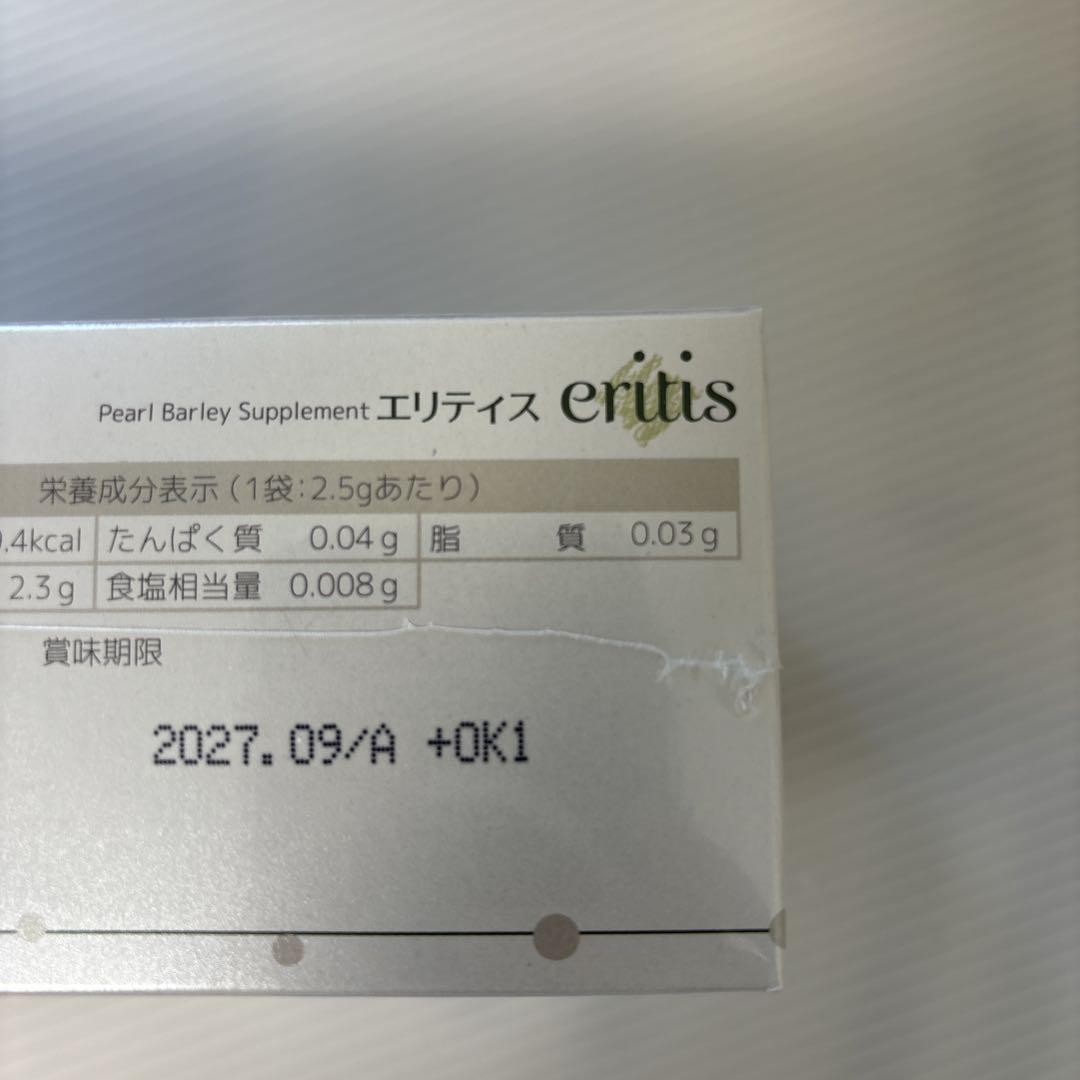 Pearl Barley Supplement エリティス eritis
栄養成分表示（1袋：2.5gあたり）
.4kcal たんぱく質 0.04g 脂質 0.03g
2.3g 食塩相当量 0.008g
賞味期限
2027.09/A +OK1